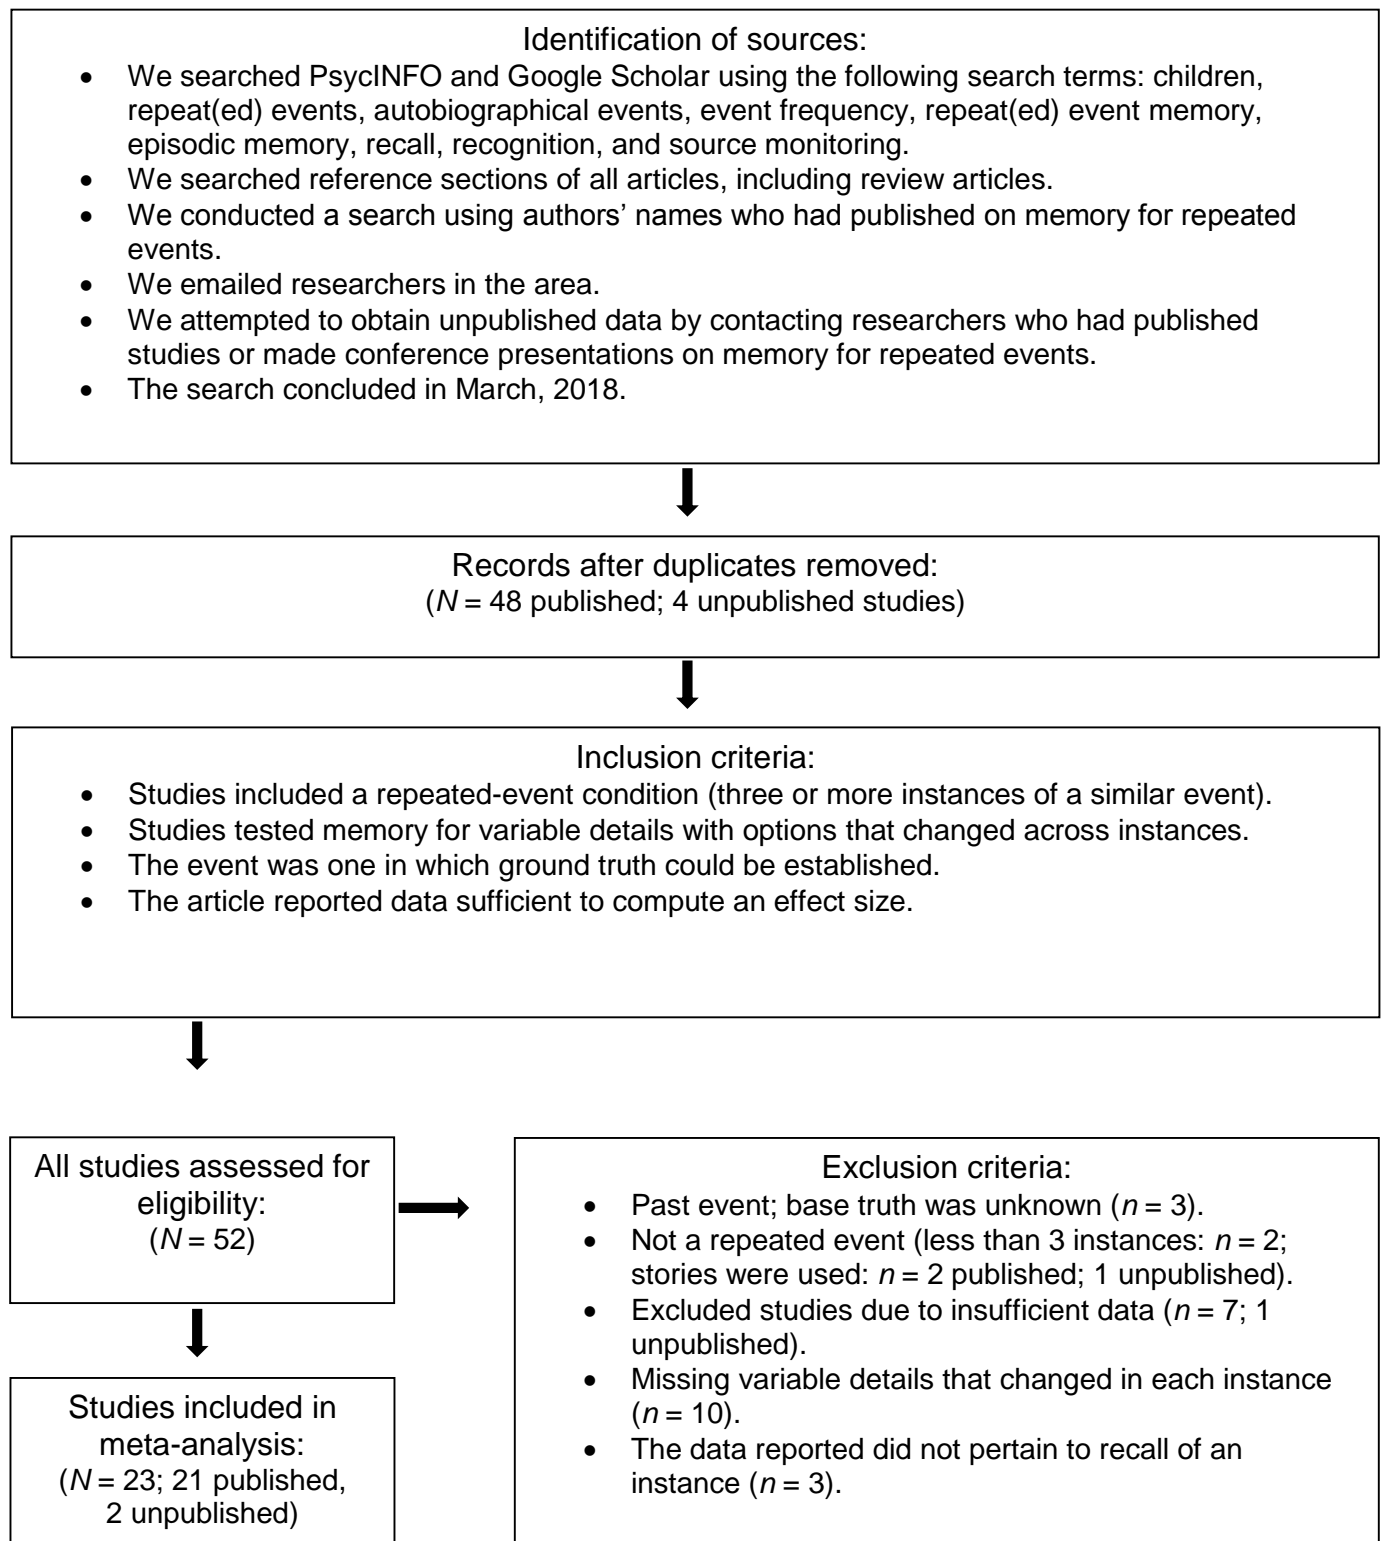 Identification of sources:
• We searched PsycINFO and Google Scholar using the following search terms: children,
repeat(ed) events, autobiographical events, event frequency, repeat(ed) event memory,
episodic memory, recall, recognition, and source monitoring.
• We searched reference sections of all articles, including review articles.
• We conducted a search using authors’ names who had published on memory for repeated
events.
• We emailed researchers in the area.
• We attempted to obtain unpublished data by contacting researchers who had published
studies or made conference presentations on memory for repeated events.
• The search concluded in March, 2018.
Records after duplicates removed:
(N = 48 published; 4 unpublished studies)
Inclusion criteria:
• Studies included a repeated-event condition (three or more instances of a similar event).
• Studies tested memory for variable details with options that changed across instances.
• The event was one in which ground truth could be established.
• The article reported data sufficient to compute an effect size.
All studies assessed for
eligibility:
(N = 52)
Exclusion criteria:
• Past event; base truth was unknown (n = 3).
• Not a repeated event (less than 3 instances: n = 2;
stories were used: n = 2 published; 1 unpublished).
• Excluded studies due to insufficient data (n = 7; 1
unpublished).
• Missing variable details that changed in each instance
(n = 10).
• The data reported did not pertain to recall of an
instance (n = 3).
Studies included in
meta-analysis:
(N = 23; 21 published,
2 unpublished)